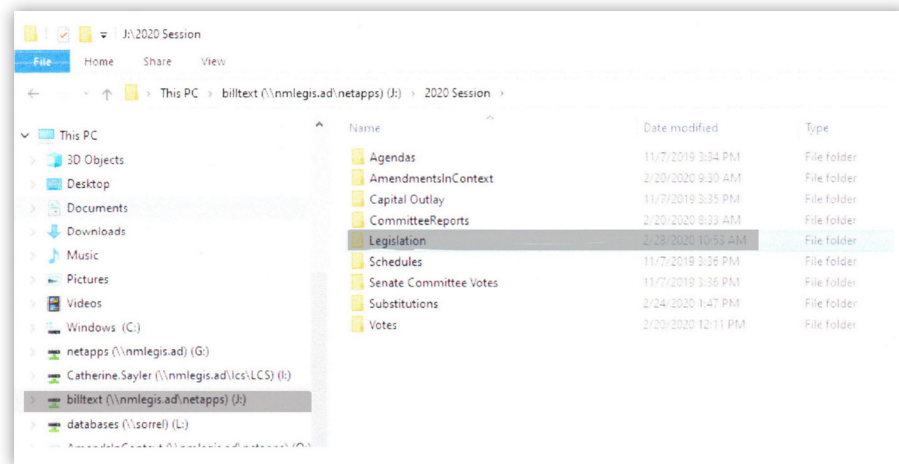 J:\2020 Session
File Home Share View
This PC > billtext (\\nmlegis.ad\netapps) (J:) > 2020 Session >
Name Date modified Type
This PC
3D Objects
Desktop
Documents
Downloads
Music
Pictures
Videos
Windows (C:)
netapps (\\nmlegis.ad) (G:)
Catherine.Sayler (\\nmlegis.ad\lcs\LCS) (I:)
billtext (\\nmlegis.ad\netapps) (J:)
databases (\\sorrel) (L:)
Agendas 11/7/2019 3:34 PM File folder
AmendmentsInContext 2/20/2020 9:30 AM File folder
Capital Outlay 11/7/2019 3:35 PM File folder
CommitteeReports 2/20/2020 8:33 AM File folder
Legislation 2/28/2020 10:53 AM File folder
Schedules 11/7/2019 3:36 PM File folder
Senate Committee Votes 11/7/2019 3:36 PM File folder
Substitutions 2/24/2020 1:47 PM File folder
Votes 2/20/2020 12:11 PM File folder